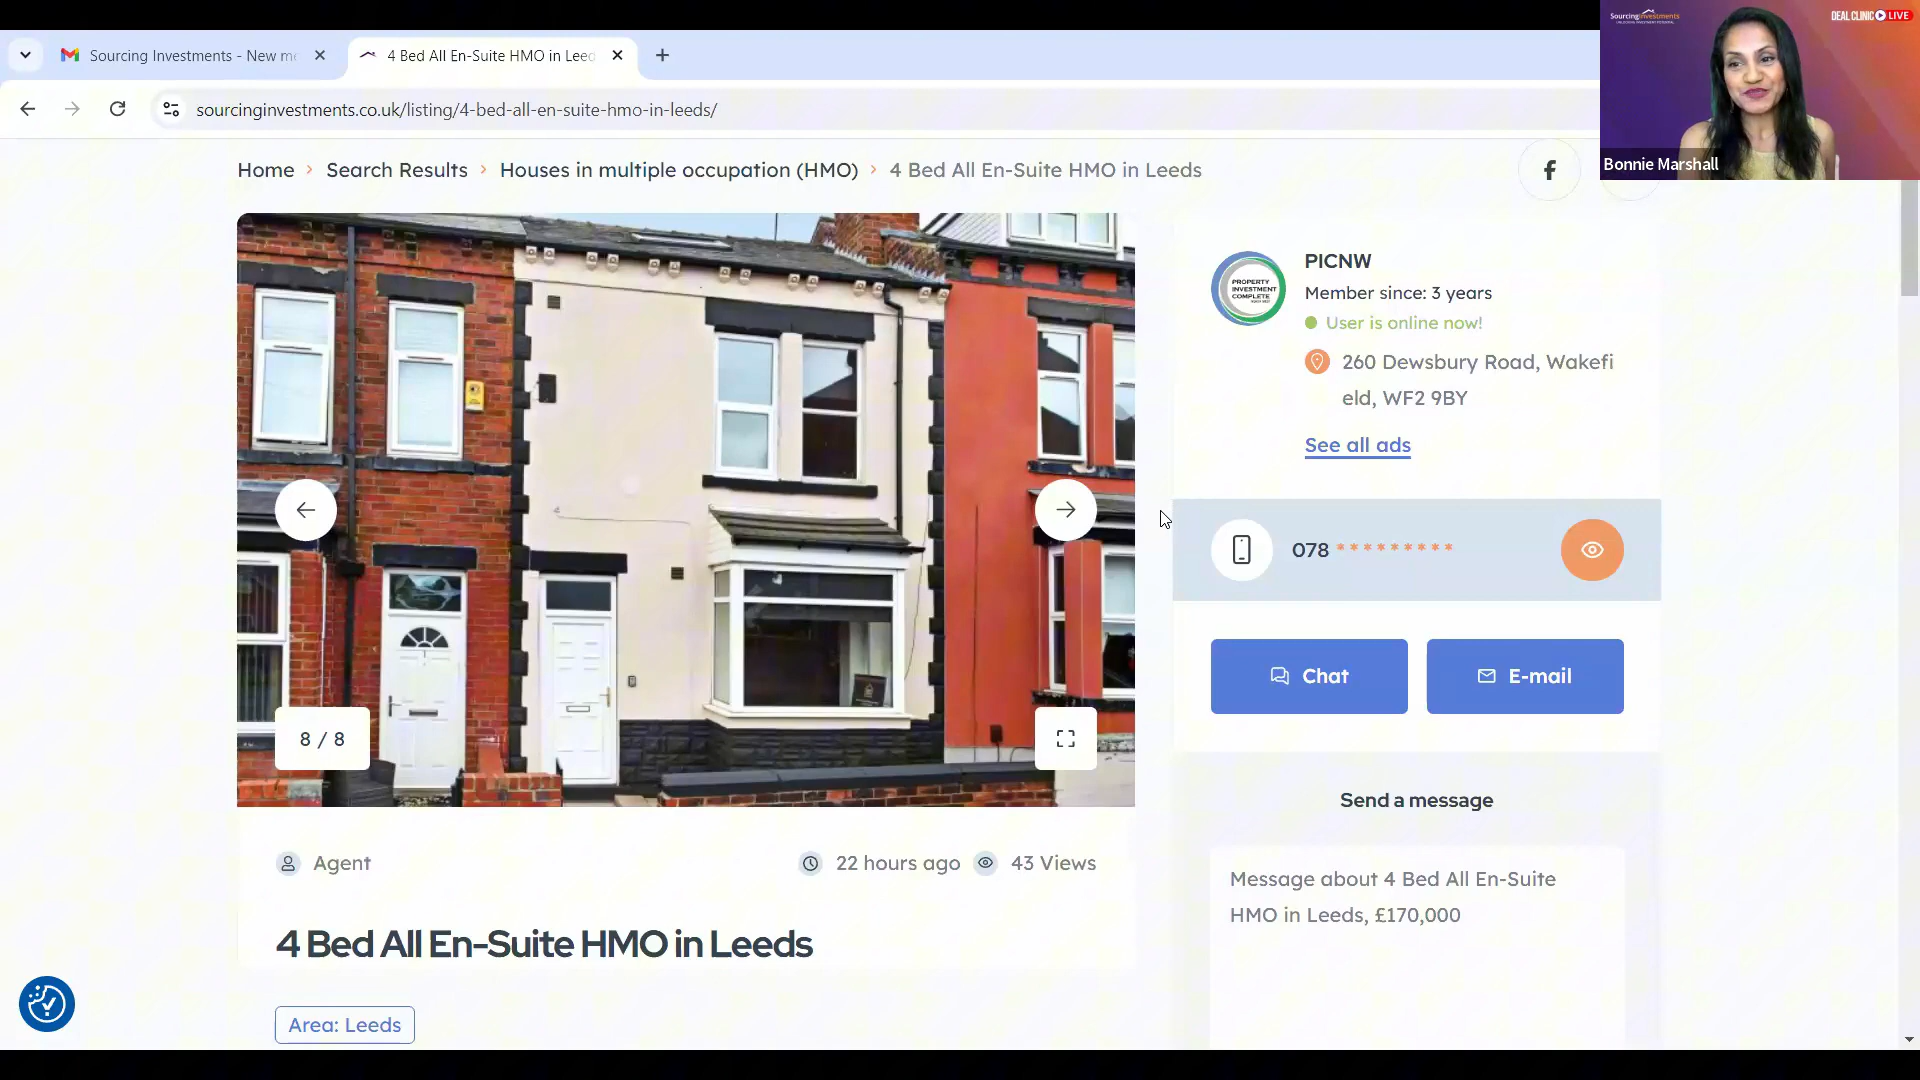 Sourcing Investments - New me
4 Bed All En-Suite HMO in Leed
sourcinginvestments.co.uk/listing/4-bed-all-en-suite-hmo-in-leeds/
SourcingInvestments
DEAL CLINIC LIVE
Bonnie Marshall
Home
Search Results
Houses in multiple occupation (HMO)
4 Bed All En-Suite HMO in Leeds
PROPERTY
INVESTMENT
COMPLETE
PICNW
Member since: 3 years
User is online now!
260 Dewsbury Road, Wakefi
eld, WF2 9BY
See all ads
078 * * * * * * * * *
Chat
E-mail
8 / 8
Send a message
Agent
22 hours ago
43 Views
Message about 4 Bed All En-Suite
HMO in Leeds, £170,000
4 Bed All En-Suite HMO in Leeds
Area: Leeds